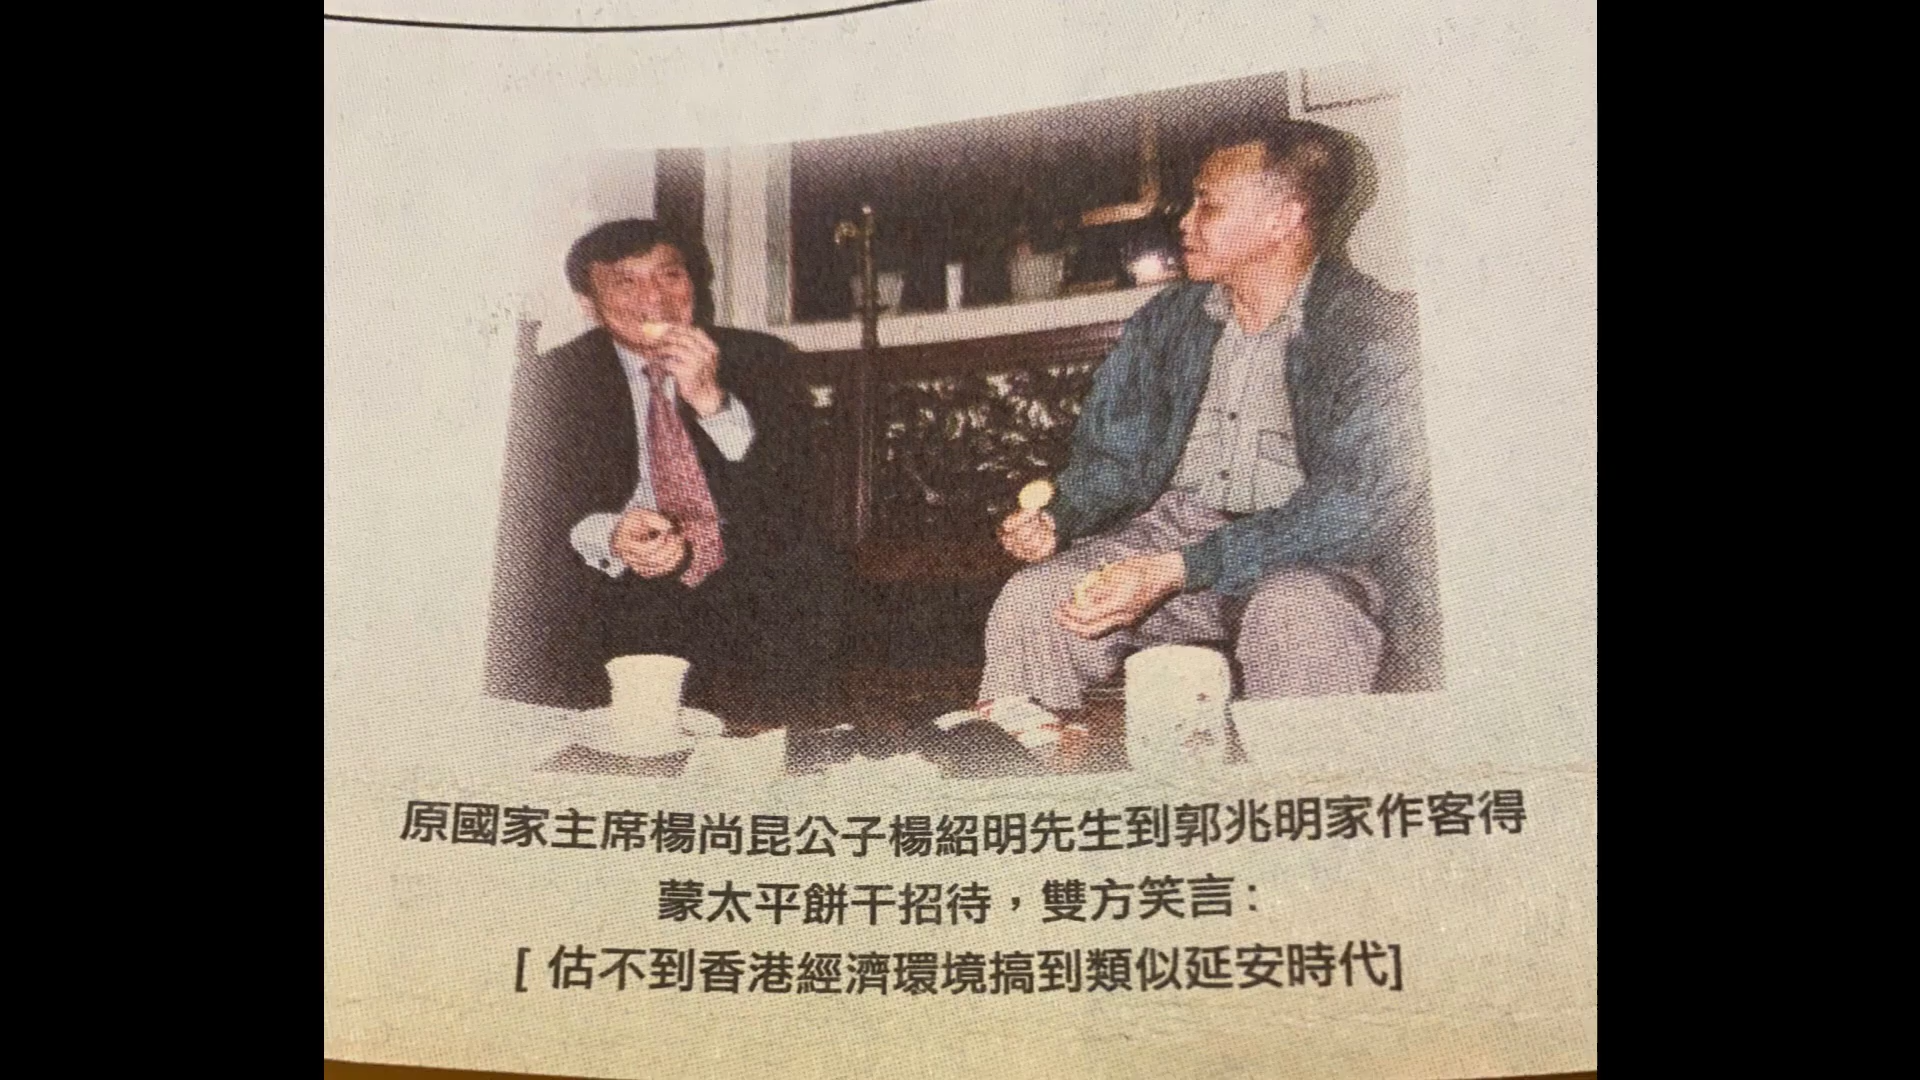 原國家主席楊尚昆公子楊紹明先生到郭兆明家作客得
蒙太平餅干招待，雙方笑言:
[ 估不到香港經濟環境搞到類似延安時代]